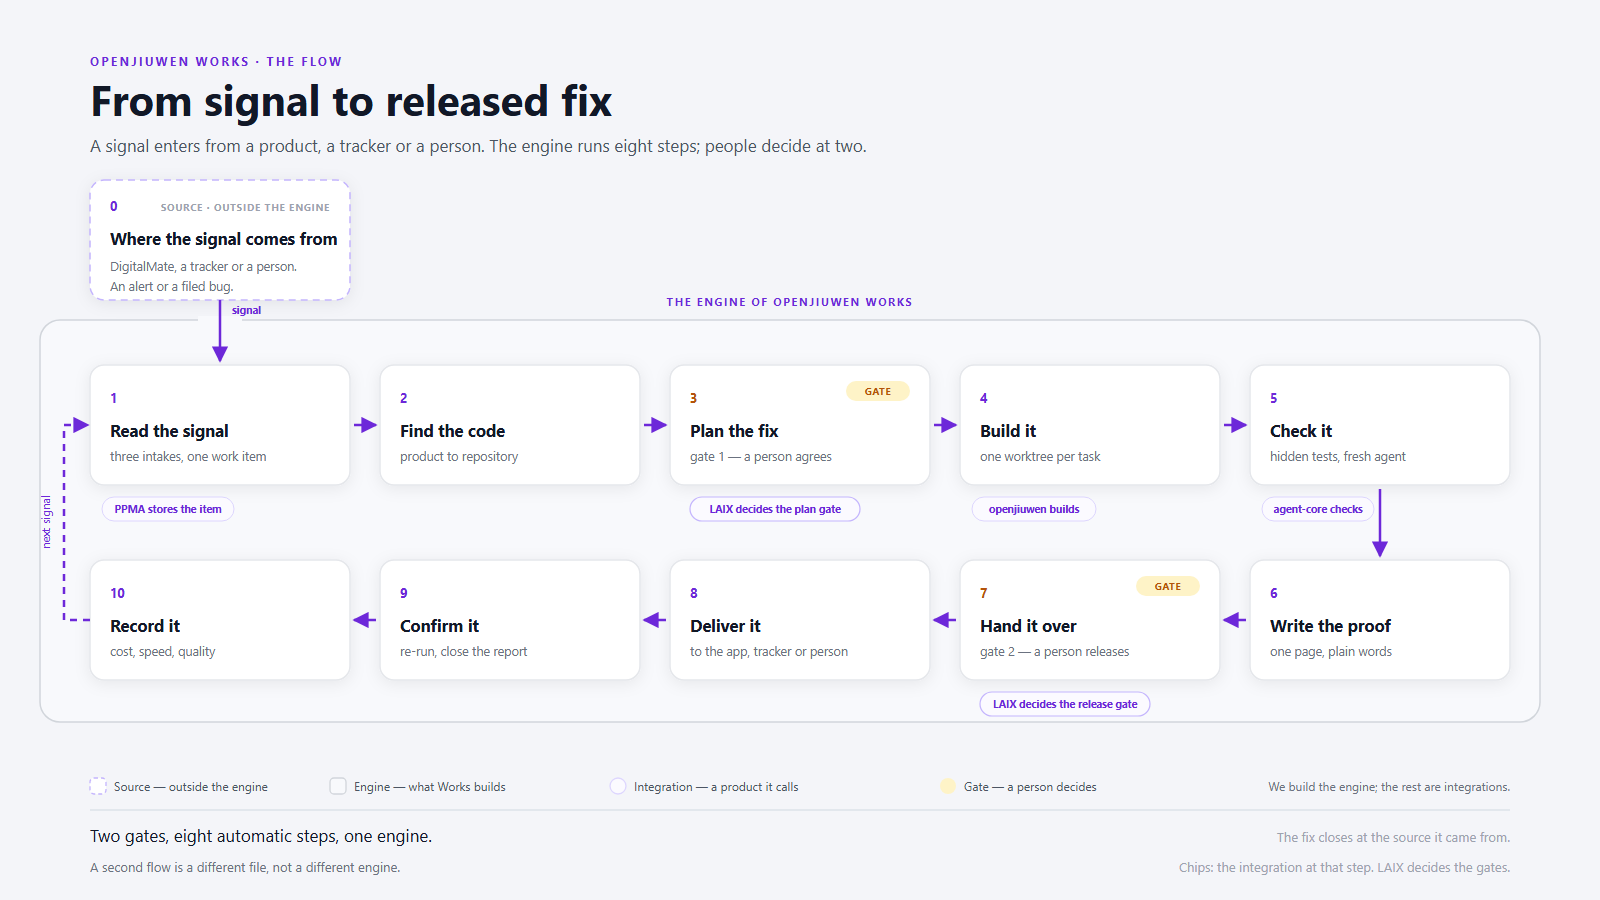 OPENJIUWEN WORKS · THE FLOW
From signal to released fix
A signal enters from a product, a tracker or a person. The engine runs eight steps; people decide at two.
0
SOURCE · OUTSIDE THE ENGINE
Where the signal comes from
DigitalMate, a tracker or a person.
An alert or a filed bug.
signal
THE ENGINE OF OPENJIUWEN WORKS
1
Read the signal
three intakes, one work item
PPMA stores the item
2
Find the code
product to repository
3
GATE
Plan the fix
gate 1 — a person agrees
LAIX decides the plan gate
4
Build it
one worktree per task
openjiuwen builds
5
Check it
hidden tests, fresh agent
agent-core checks
next signal
10
Record it
cost, speed, quality
9
Confirm it
re-run, close the report
8
Deliver it
to the app, tracker or person
7
GATE
Hand it over
gate 2 — a person releases
LAIX decides the release gate
6
Write the proof
one page, plain words
Source — outside the engine
Engine — what Works builds
Integration — a product it calls
Gate — a person decides
We build the engine; the rest are integrations.
Two gates, eight automatic steps, one engine.
The fix closes at the source it came from.
A second flow is a different file, not a different engine.
Chips: the integration at that step. LAIX decides the gates.